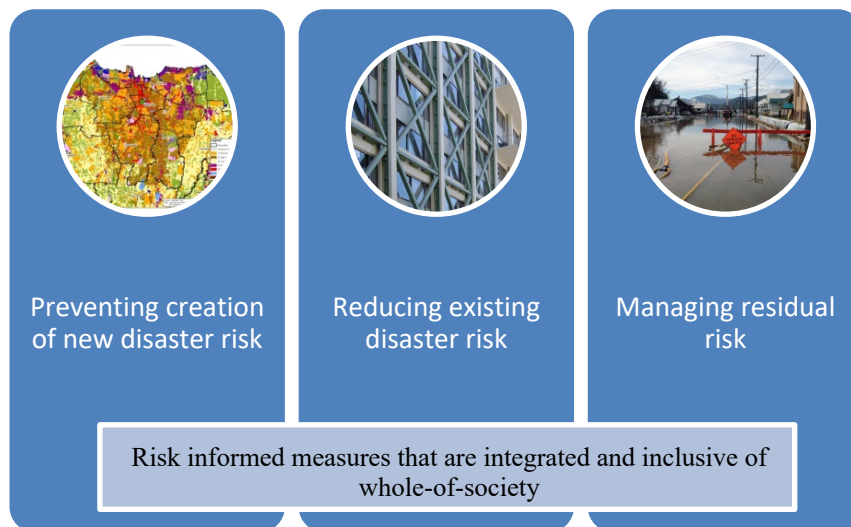 Preventing creation
of new disaster risk
Reducing existing
disaster risk
Managing residual
risk
Risk informed measures that are integrated and inclusive of
whole-of-society